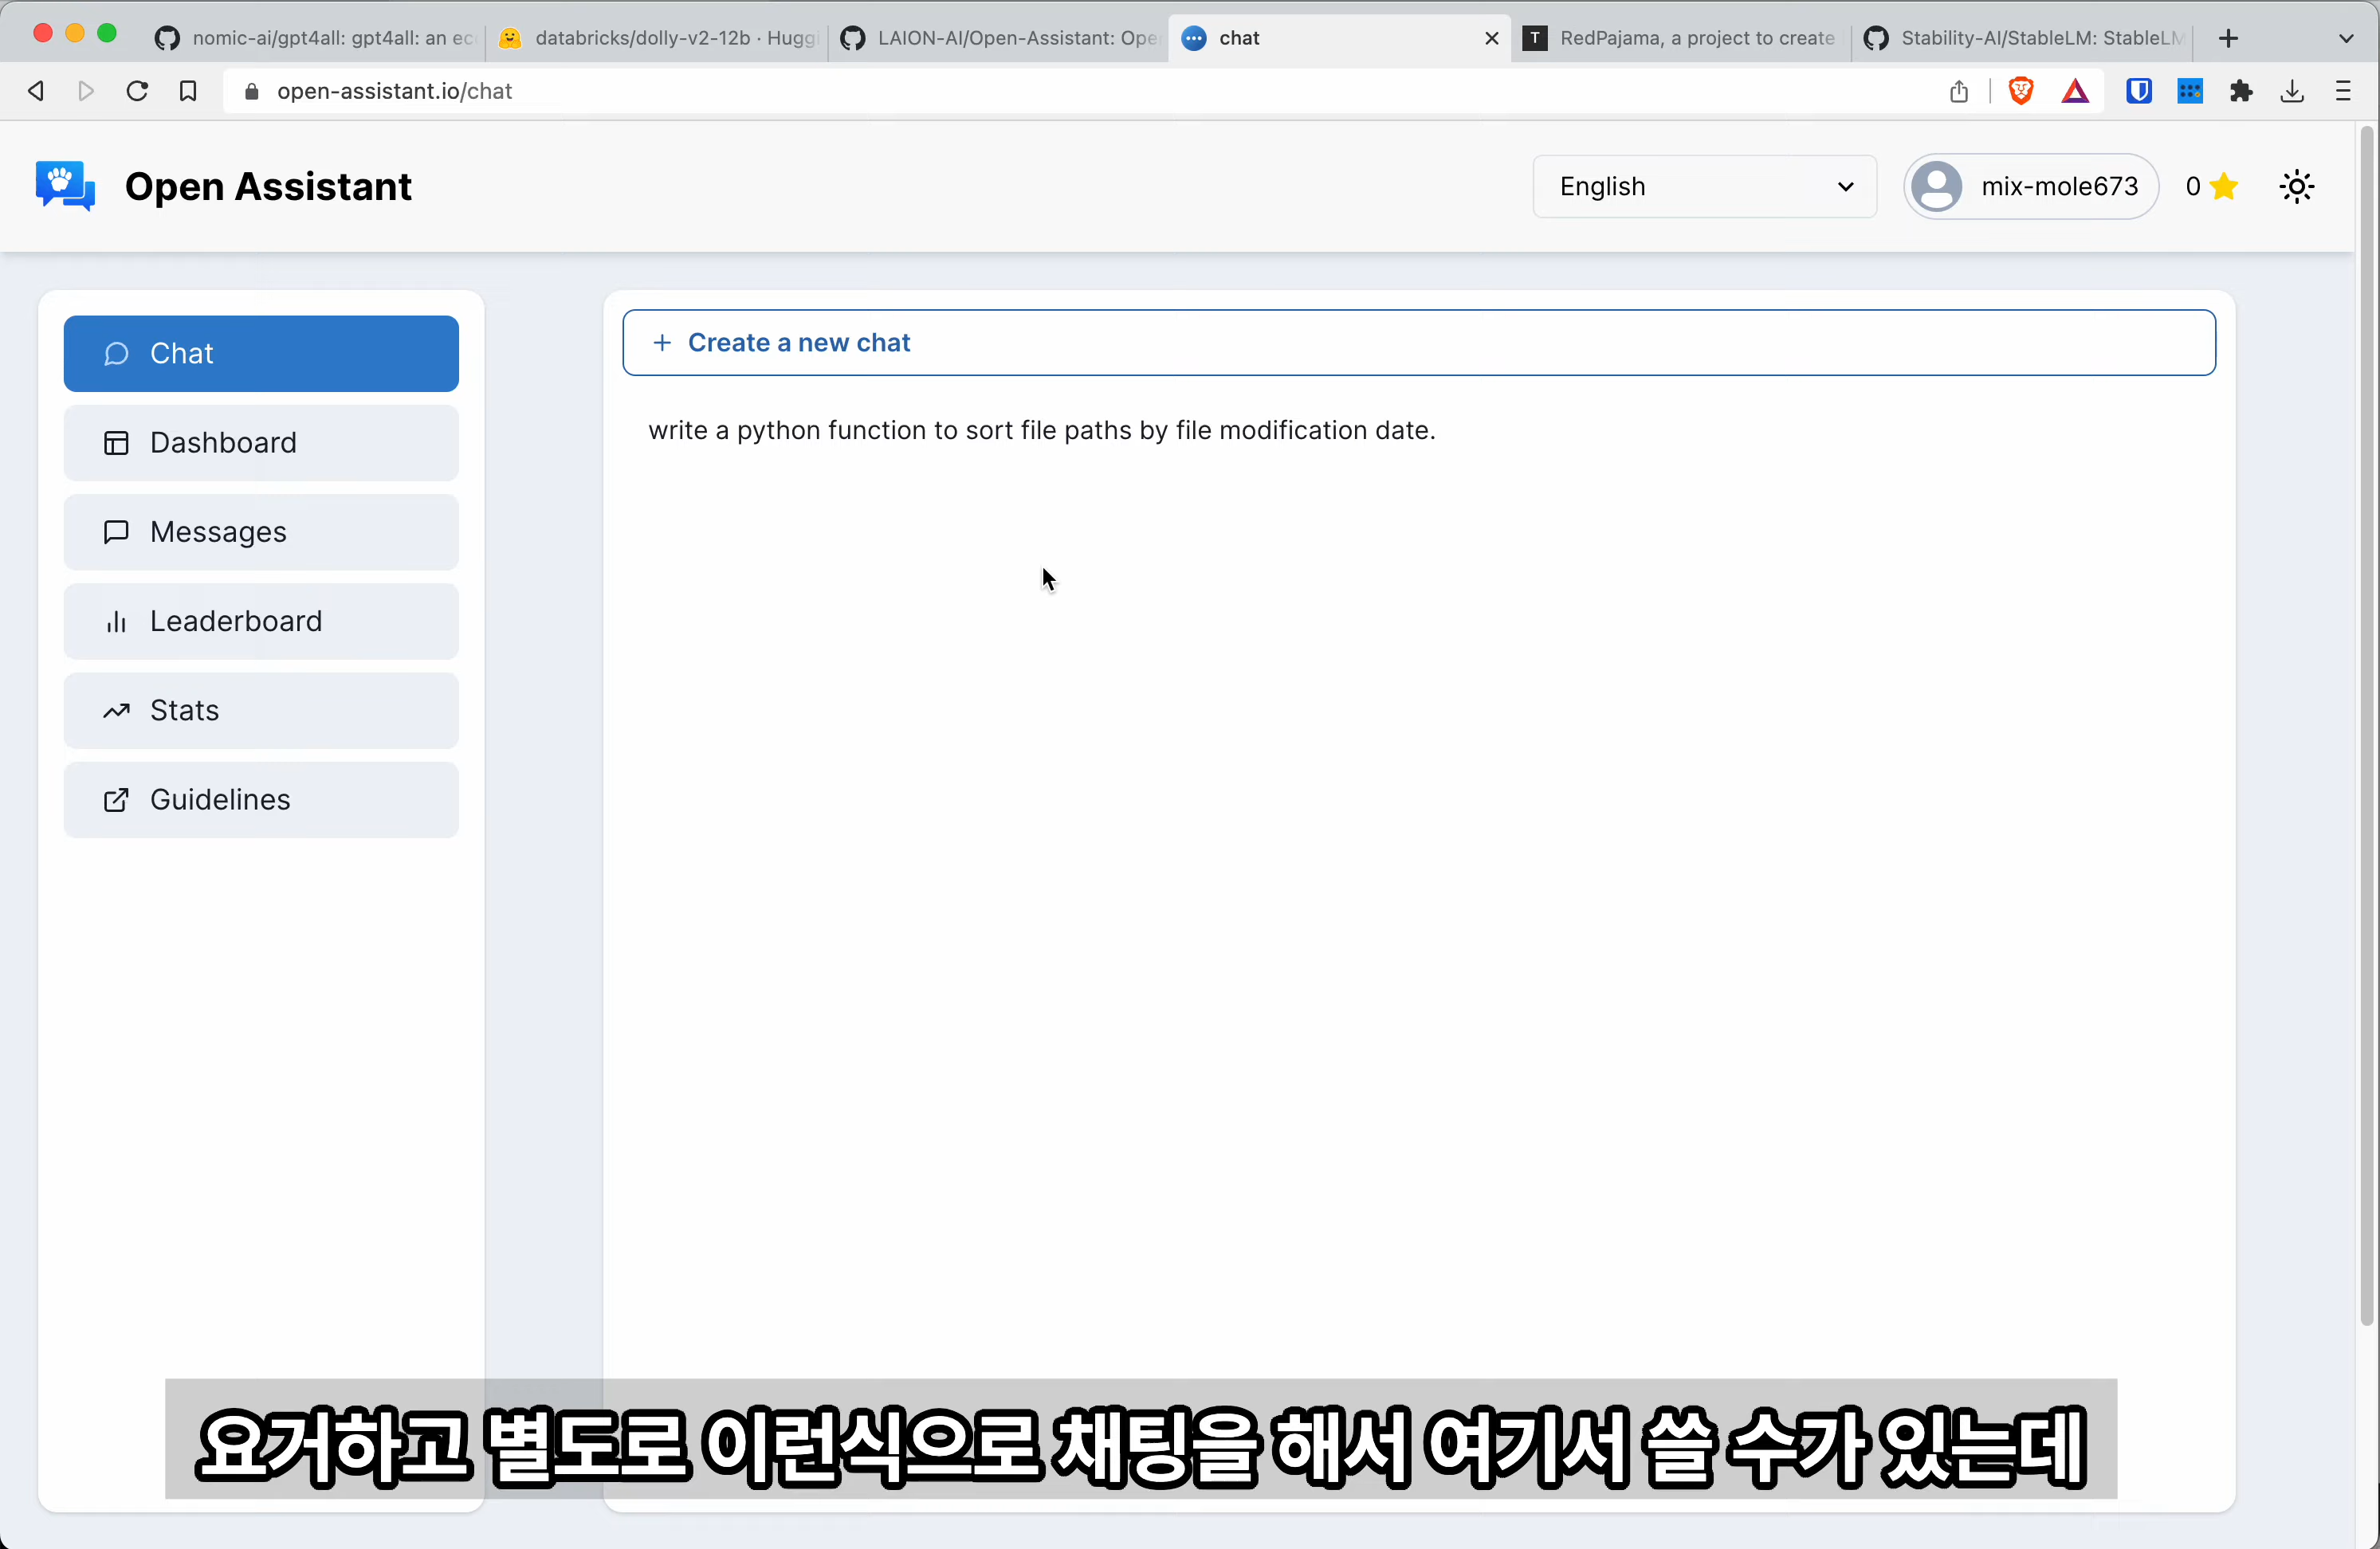 nomic-ai/gpt4all: gpt4all: an ec
databricks/dolly-v2-12b · Huggi
LAION-AI/Open-Assistant: Ope
chat
T
RedPajama, a project to create
Stability-AI/StableLM: StableLM
open-assistant.io/chat
Open Assistant
English
mix-mole673
0
Chat
Dashboard
Messages
Leaderboard
Stats
Guidelines
+ Create a new chat
write a python function to sort file paths by file modification date.
요거하고 별도로 이런식으로 채팅을 해서 여기서 쓸 수가 있는데